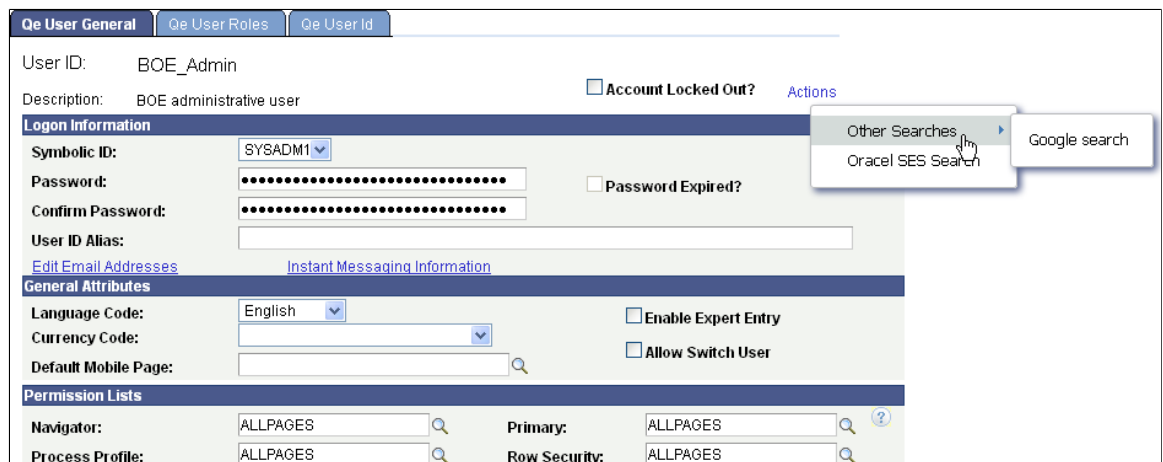 Qe User General Qe User Roles Qe User Id
User ID: BOE_Admin
Account Locked Out? Actions
Description: BOE administrative user
Logon Information
Other Searches Google search
Symbolic ID: SYSADM1
Oracel SES Search
Password: ●●●●●●●●●●●●●●●●●●●●●●●●●●●●●● Password Expired?
Confirm Password: ●●●●●●●●●●●●●●●●●●●●●●●●●●●●●●
User ID Alias:
Edit Email Addresses Instant Messaging Information
General Attributes
Language Code: English Enable Expert Entry
Currency Code:
Allow Switch User
Default Mobile Page:
Permission Lists
Navigator: ALLPAGES Primary: ALLPAGES ?
Process Profile: ALLPAGES Row Security: ALLPAGES